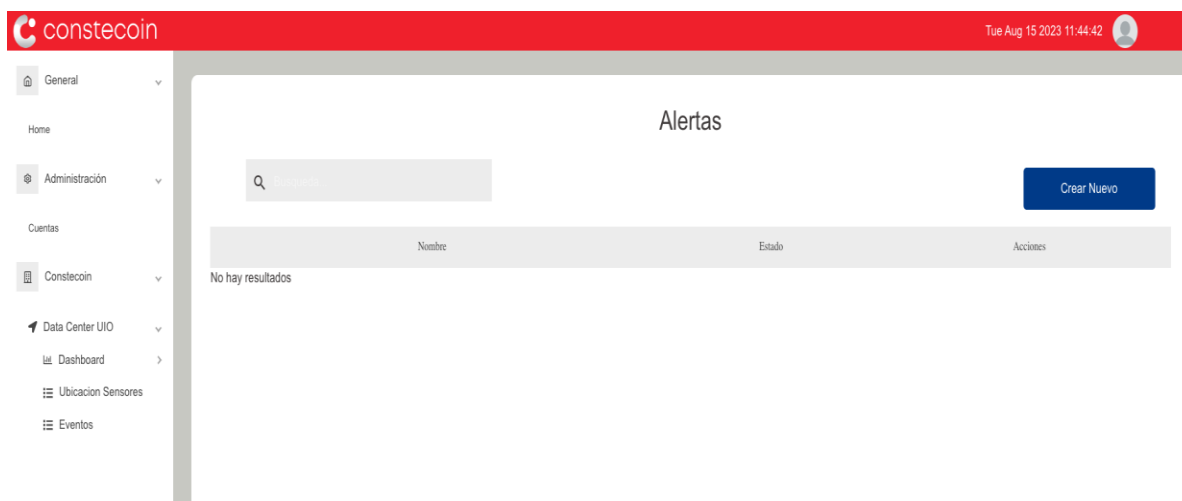 constecoin
Tue Aug 15 2023 11:44:42
General
Home
Administración
Cuentas
Constecoin
Data Center UIO
Dashboard
Ubicacion Sensores
Eventos
Alertas
Crear Nuevo
Nombre Estado Acciones
No hay resultados